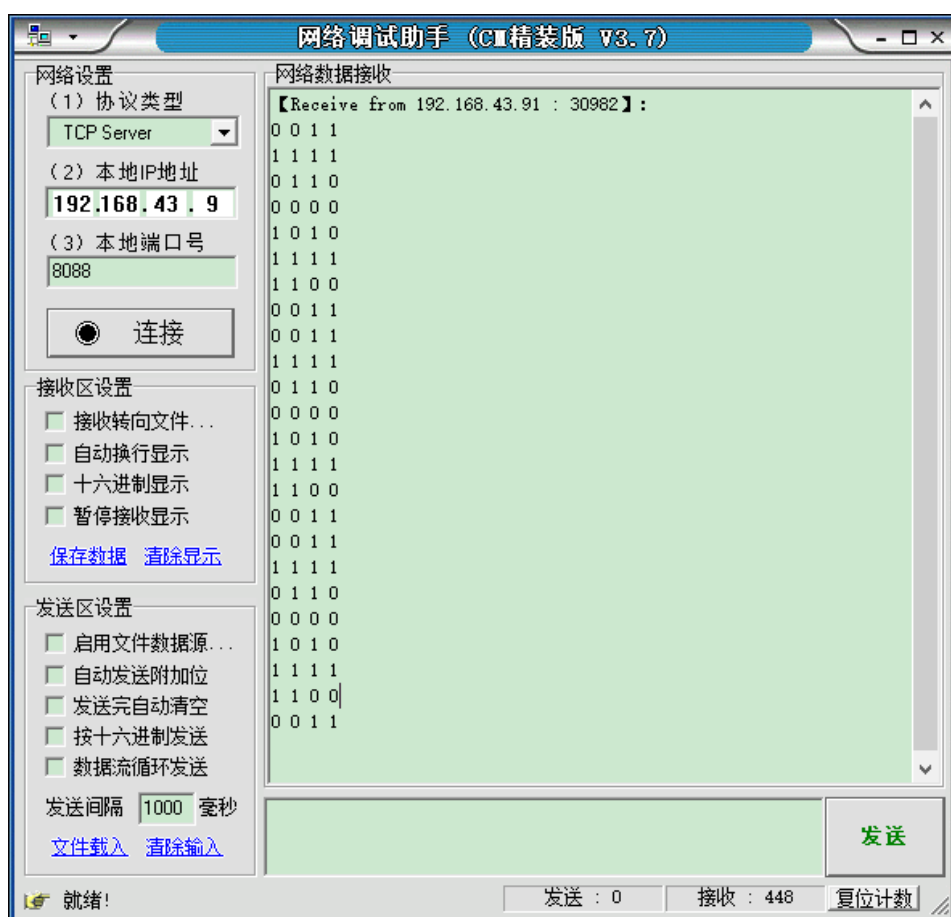 网络调试助手 (CⅢ精装版 V3.7)
网络设置
(1) 协议类型
TCP Server
(2) 本地IP地址
192.168.43.9
(3) 本地端口号
8088
连接
接收区设置
接收转向文件...
自动换行显示
十六进制显示
暂停接收显示
保存数据 清除显示
发送区设置
启用文件数据源...
自动发送附加位
发送完自动清空
按十六进制发送
数据流循环发送
发送间隔 1000 毫秒
文件载入 清除输入
网络数据接收
【Receive from 192.168.43.91 : 30982】:
0 0 1 1
1 1 1 1
0 1 1 0
0 0 0 0
1 0 1 0
1 1 1 1
1 1 0 0
0 0 1 1
0 0 1 1
1 1 1 1
0 1 1 0
0 0 0 0
1 0 1 0
1 1 1 1
1 1 0 0
0 0 1 1
0 0 1 1
1 1 1 1
0 1 1 0
0 0 0 0
1 0 1 0
1 1 1 1
1 1 0 0
0 0 1 1
发送
就绪!
发送 : 0
接收 : 448
复位计数